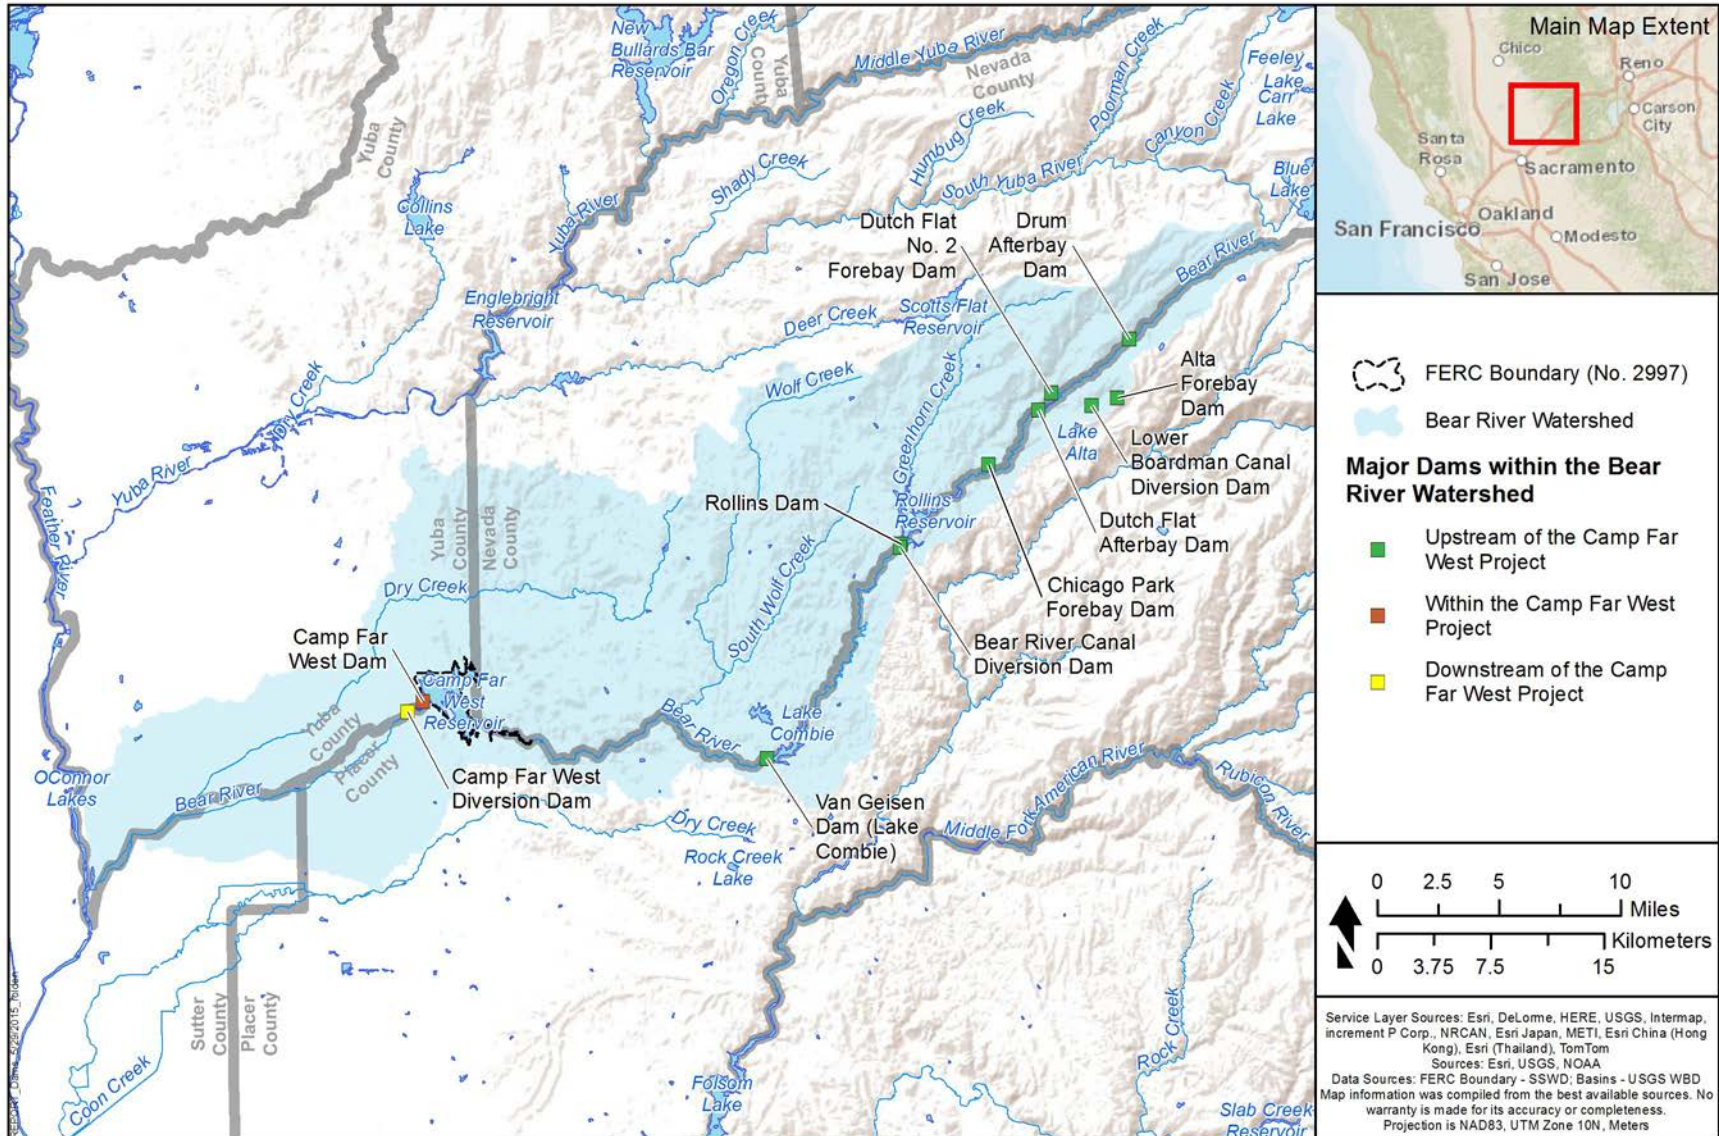 New
Bullards Bar
Reservoir
Oregon Creek
Yuba
County
Middle Yuba River
Nevada
County
Poorman Creek
Canyon Creek
Feeley
Lake
Carr
Lake
Yuba
County
Humbug Creek
Shady Creek
South Yuba River
Blue
Lake
Collins
Lake
Yuba River
Dutch Flat
No. 2
Forebay Dam
Drum
Afterbay
Dam
Bear River
Englebright
Reservoir
Scotts Flat
Reservoir
Deer Creek
Dry Creek
Wolf Creek
Greenhorn Creek
Alta
Forebay
Dam
Lake
Alta
Lower
Boardman Canal
Diversion Dam
Yuba River
Feather River
Rollins Dam
Rollins
Reservoir
Dutch Flat
Afterbay Dam
Yuba
County
Nevada
County
Dry Creek
South Wolf Creek
Chicago Park
Forebay Dam
Bear River Canal
Diversion Dam
Camp Far
West Dam
Camp Far
West
Reservoir
Yuba
County
Placer
County
Bear River
Lake
Combie
OConnor
Lakes
Bear River
Camp Far West
Diversion Dam
Van Geisen
Dam (Lake
Combie)
Dry Creek
Rock Creek
Lake
Middle Fork American River
Rubicon River
Sutter
County
Placer
County
Coon Creek
Rock Creek
Folsom
Lake
Slab Creek
Reservoir
Main Map Extent
Chico
Reno
Carson
City
Santa
Rosa
Sacramento
San Francisco
Oakland
Modesto
San Jose
FERC Boundary (No. 2997)
Bear River Watershed
Major Dams within the Bear
River Watershed
Upstream of the Camp Far
West Project
Within the Camp Far West
Project
Downstream of the Camp
Far West Project
0 2.5 5 10
Miles
Kilometers
0 3.75 7.5 15
N
Service Layer Sources: Esri, DeLorme, HERE, USGS, Intermap,
increment P Corp., NRCAN, Esri Japan, METI, Esri China (Hong
Kong), Esri (Thailand), TomTom
Sources: Esri, USGS, NOAA
Data Sources: FERC Boundary - SSWD; Basins - USGS WBD
Map information was compiled from the best available sources. No
warranty is made for its accuracy or completeness.
Projection is NAD83, UTM Zone 10N, Meters